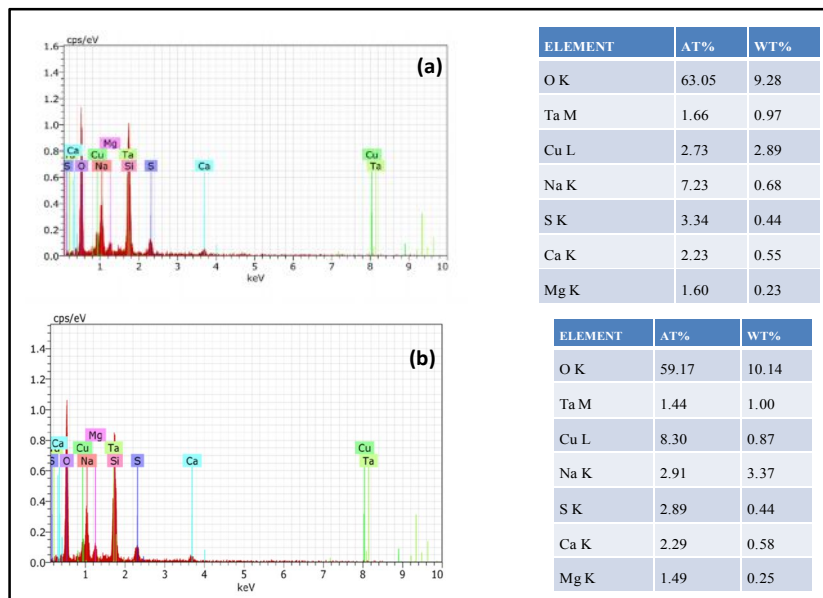 cps/eV
1.6
(a)
1.4
1.2
1.0
Mg
Ca
0.8
Cu
Ta
Cu
S
O
Na
Si
S
Ca
Ta
0.6
0.4
0.2
0.0
1 2 3 4 5 6 7 8 9 10
keV
ELEMENT AT% WT%
O K 63.05 9.28
Ta M 1.66 0.97
Cu L 2.73 2.89
Na K 7.23 0.68
S K 3.34 0.44
Ca K 2.23 0.55
Mg K 1.60 0.23
cps/eV
(b)
1.4
1.2
1.0
Mg
0.8
Ca
Cu
Ta
Cu
S
O
Na
Si
S
Ca
Ta
0.6
0.4
0.2
0.0
1 2 3 4 5 6 7 8 9 10
keV
ELEMENT AT% WT%
O K 59.17 10.14
Ta M 1.44 1.00
Cu L 8.30 0.87
Na K 2.91 3.37
S K 2.89 0.44
Ca K 2.29 0.58
Mg K 1.49 0.25